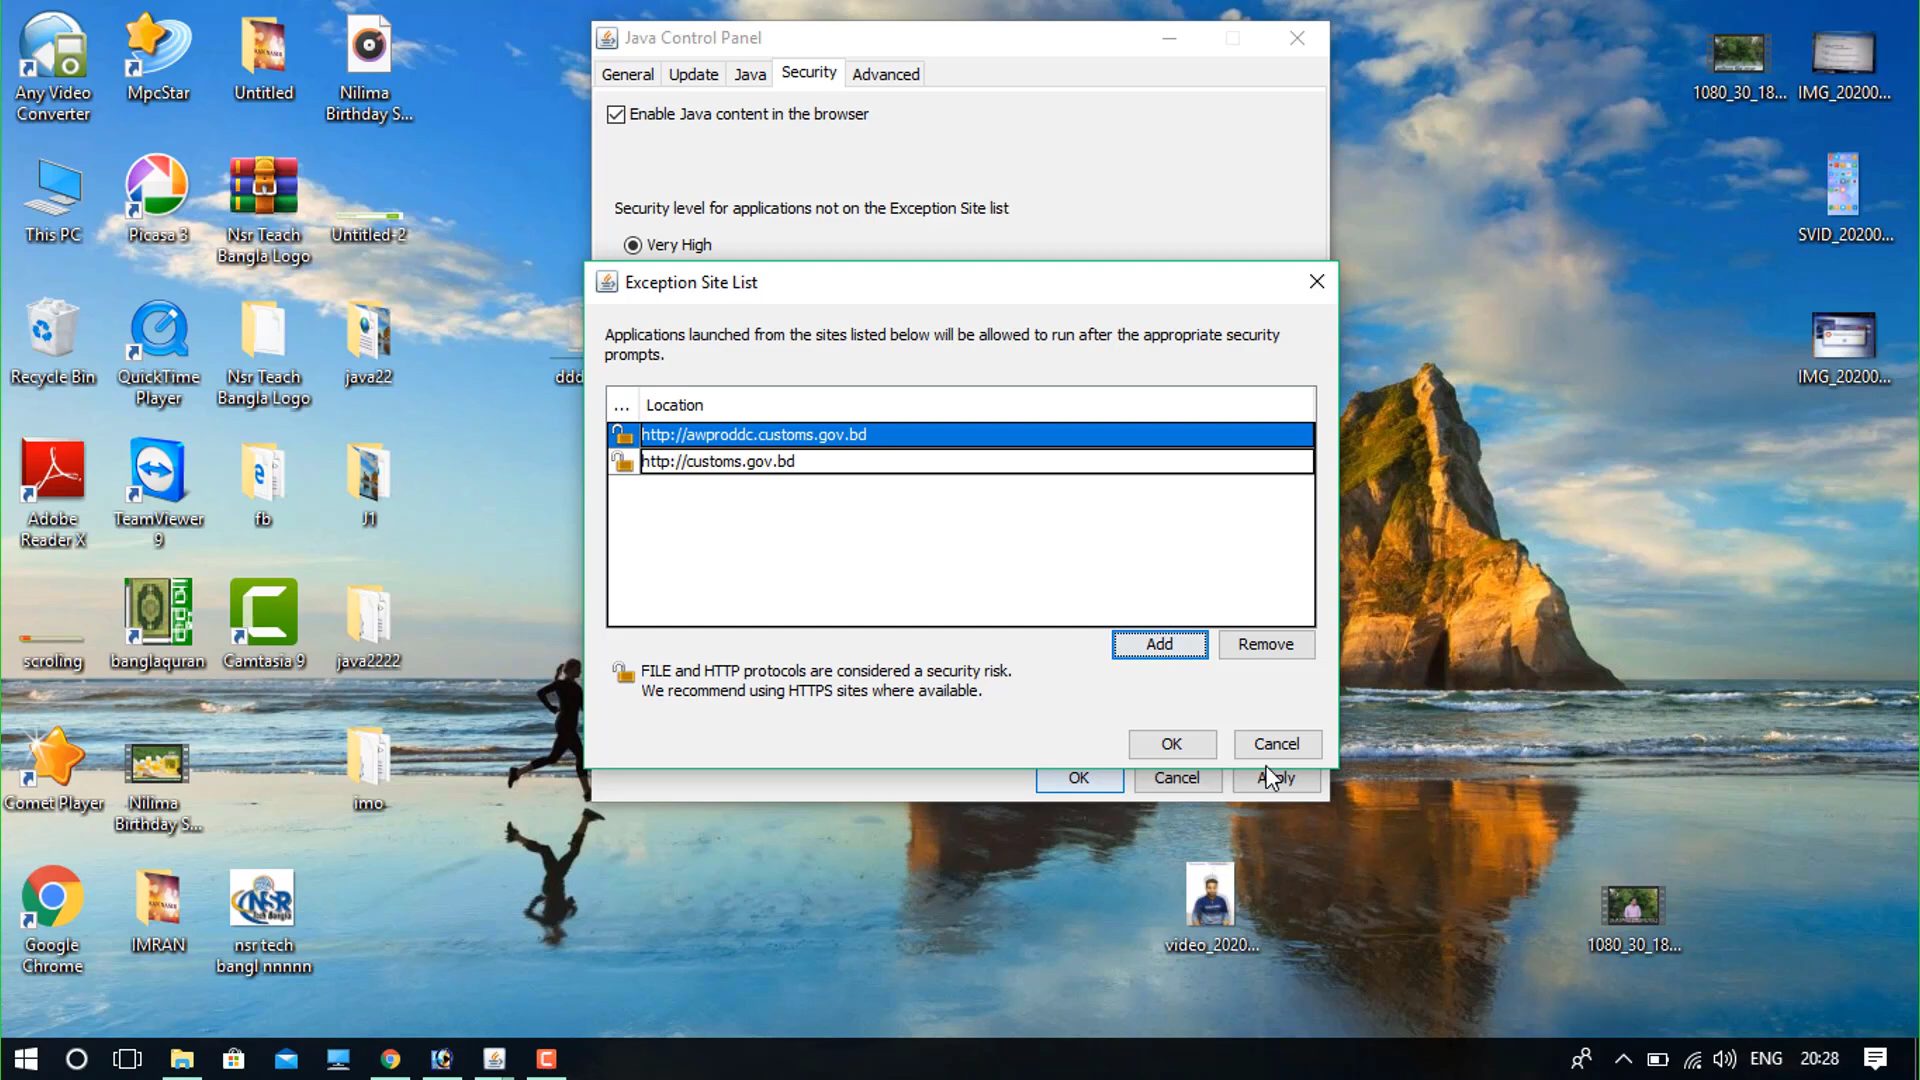 Java Control Panel
General
Update
Java
Security
Advanced
Enable Java content in the browser
Security level for applications not on the Exception Site list
Very High
Exception Site List
Applications launched from the sites listed below will be allowed to run after the appropriate security
prompts.
...
Location
http://awproddc.customs.gov.bd
http://customs.gov.bd
Add
Remove
FILE and HTTP protocols are considered a security risk.
We recommend using HTTPS sites where available.
OK
Cancel
OK
Cancel
Apply
Any Video
Converter
MpcStar
Untitled
Nilima
Birthday S...
This PC
Picasa 3
Nsr Teach
Bangla Logo
Untitled-2
Recycle Bin
QuickTime
Player
Nsr Teach
Bangla Logo
java22
ddd
Adobe
Reader X
TeamViewer
9
fb
J1
scroling
banglaquran
Camtasia 9
java2222
Comet Player
Nilima
Birthday S...
imo
Google
Chrome
IMRAN
NSR
nsr tech
bangl nnnnn
1080_30_18...
IMG_20200...
SVID_20200...
IMG_20200...
video_2020...
1080_30_18...
ENG
20:28